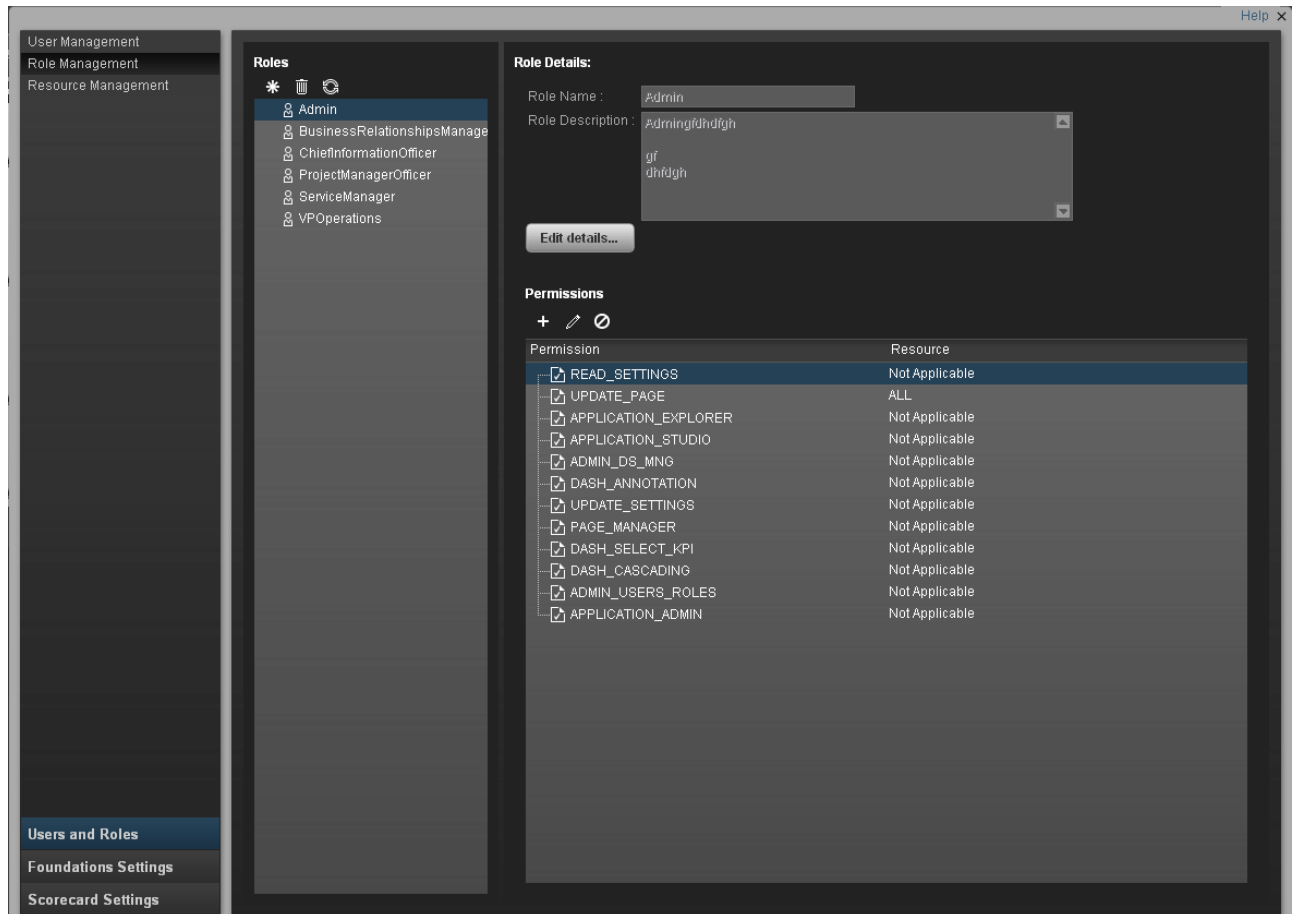 Help
User Management
Role Management
Resource Management
Roles
Admin
BusinessRelationshipsManage
ChiefInformationOfficer
ProjectManagerOfficer
ServiceManager
VPOperations
Role Details:
Role Name : Admin
Role Description : Admingfdhdfgh
gf
dhfdgh
Edit details...
Permissions
Permission Resource
READ_SETTINGS Not Applicable
UPDATE_PAGE ALL
APPLICATION_EXPLORER Not Applicable
APPLICATION_STUDIO Not Applicable
ADMIN_DS_MNG Not Applicable
DASH_ANNOTATION Not Applicable
UPDATE_SETTINGS Not Applicable
PAGE_MANAGER Not Applicable
DASH_SELECT_KPI Not Applicable
DASH_CASCADING Not Applicable
ADMIN_USERS_ROLES Not Applicable
APPLICATION_ADMIN Not Applicable
Users and Roles
Foundations Settings
Scorecard Settings